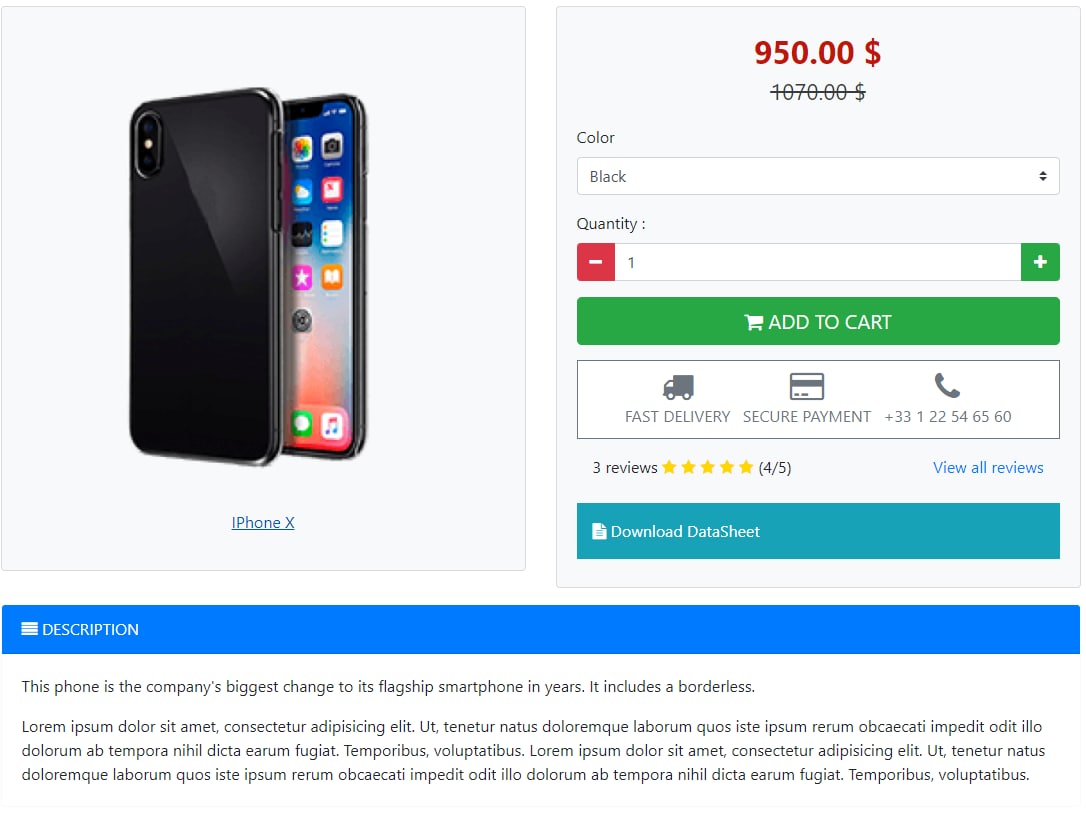 950.00 $
1070.00 $
Color
Black
Quantity :
1
ADD TO CART
FAST DELIVERY SECURE PAYMENT +33 1 22 54 65 60
3 reviews (4/5) View all reviews
IPhone X
Download DataSheet
DESCRIPTION
This phone is the company's biggest change to its flagship smartphone in years. It includes a borderless.
Lorem ipsum dolor sit amet, consectetur adipisicing elit. Ut, tenetur natus doloremque laborum quos iste ipsum rerum obcaecati impedit odit illo
dolorum ab tempora nihil dicta earum fugiat. Temporibus, voluptatibus. Lorem ipsum dolor sit amet, consectetur adipisicing elit. Ut, tenetur natus
doloremque laborum quos iste ipsum rerum obcaecati impedit odit illo dolorum ab tempora nihil dicta earum fugiat. Temporibus, voluptatibus.